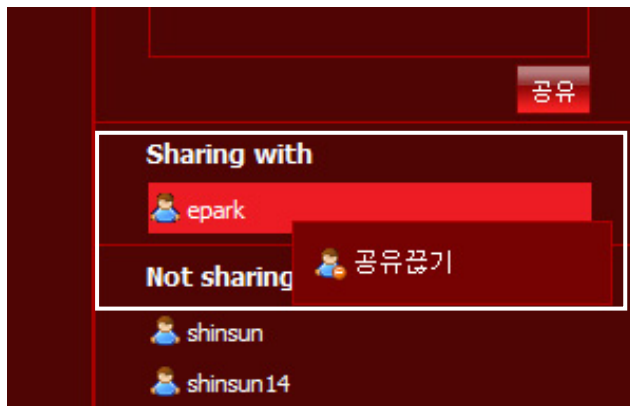 공유
Sharing with
epark
공유끊기
Not sharing
shinsun
shinsun14